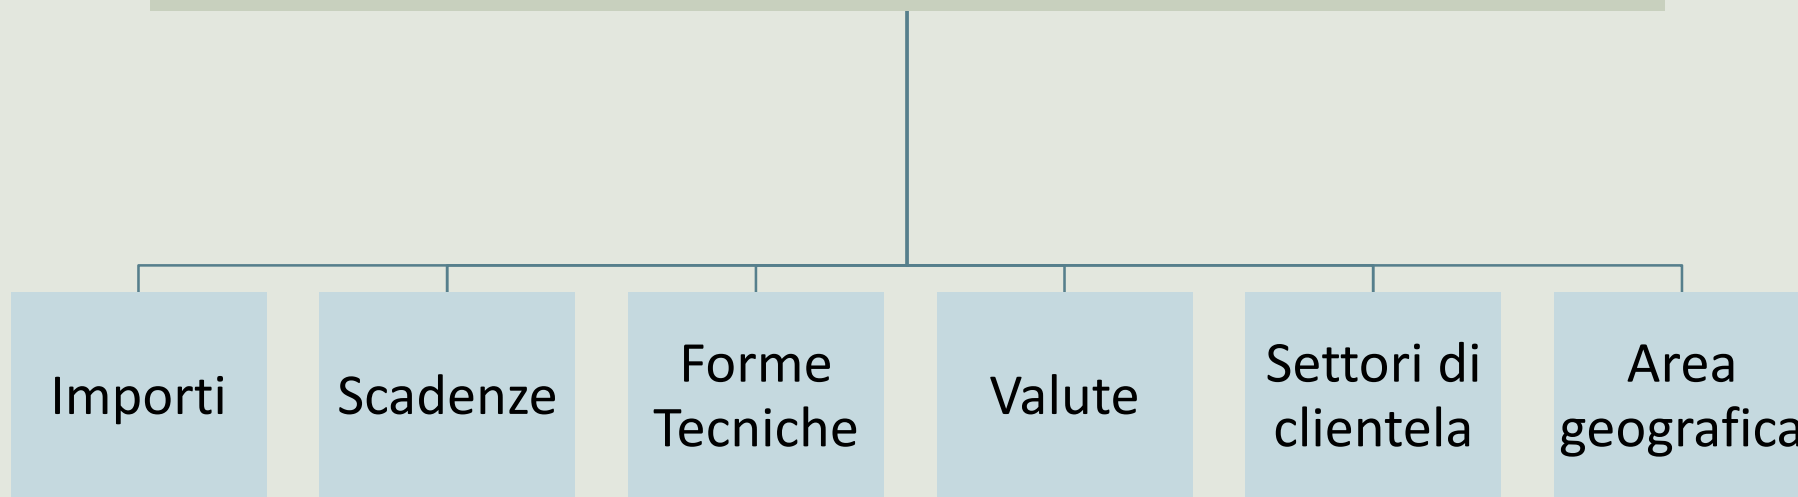 Importi
Scadenze
Forme
Tecniche
Valute
Settori di
clientela
Area
geografica